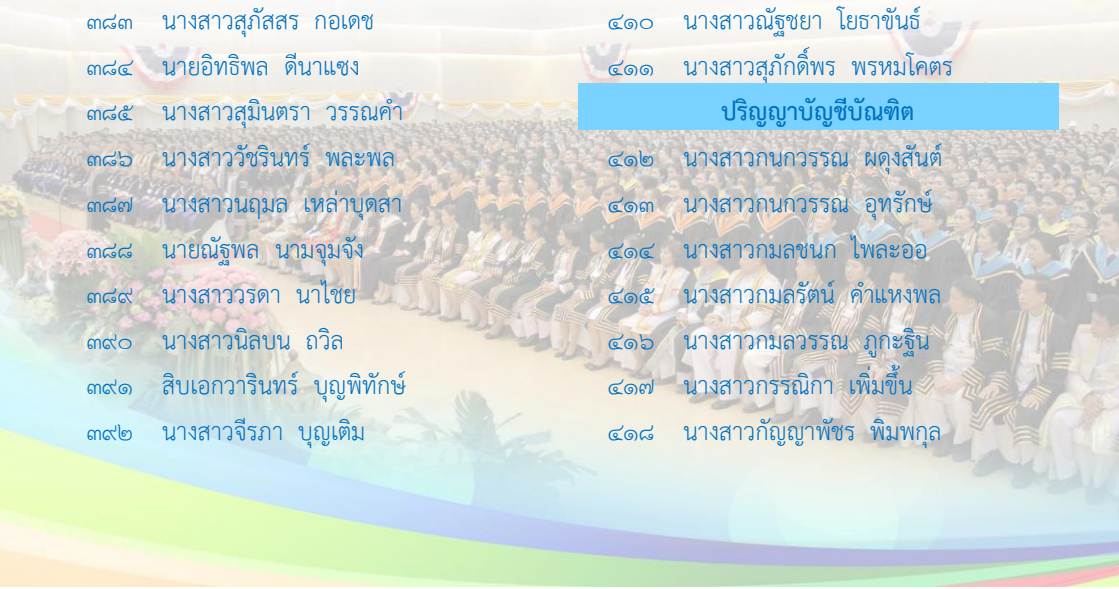 ๓๘๓ นางสาวสุภัสสร กอเดช
๓๘๔ นายอิทธิพล ดีนาแซง
๓๘๕ นางสาวสุมินตรา วรรณคำ
๓๘๖ นางสาววัชรินทร์ พละพล
๓๘๗ นางสาวนฤมล เหล่าบุดสา
๓๘๘ นายณัฐพล นามจุมจัง
๓๘๙ นางสาววรดา นาไชย
๓๙๐ นางสาวนิลบน ถวิล
๓๙๑ สิบเอกวารินทร์ บุญพิทักษ์
๓๙๒ นางสาวจีรภา บุญเติม
๔๑๐ นางสาวณัฐชยา โยธาขันธ์
๔๑๑ นางสาวสุภักดิ์พร พรหมโคตร
ปริญญาบัญชีบัณฑิต
๔๑๒ นางสาวกนกวรรณ ผดุงสันต์
๔๑๓ นางสาวกนกวรรณ อุทรักษ์
๔๑๔ นางสาวกมลชนก ไพละออ
๔๑๕ นางสาวกมลรัตน์ คำแหงพล
๔๑๖ นางสาวกมลวรรณ ภูกะฐิน
๔๑๗ นางสาวกรรณิกา เพิ่มขึ้น
๔๑๘ นางสาวกัญญาพัชร พิมพกุล